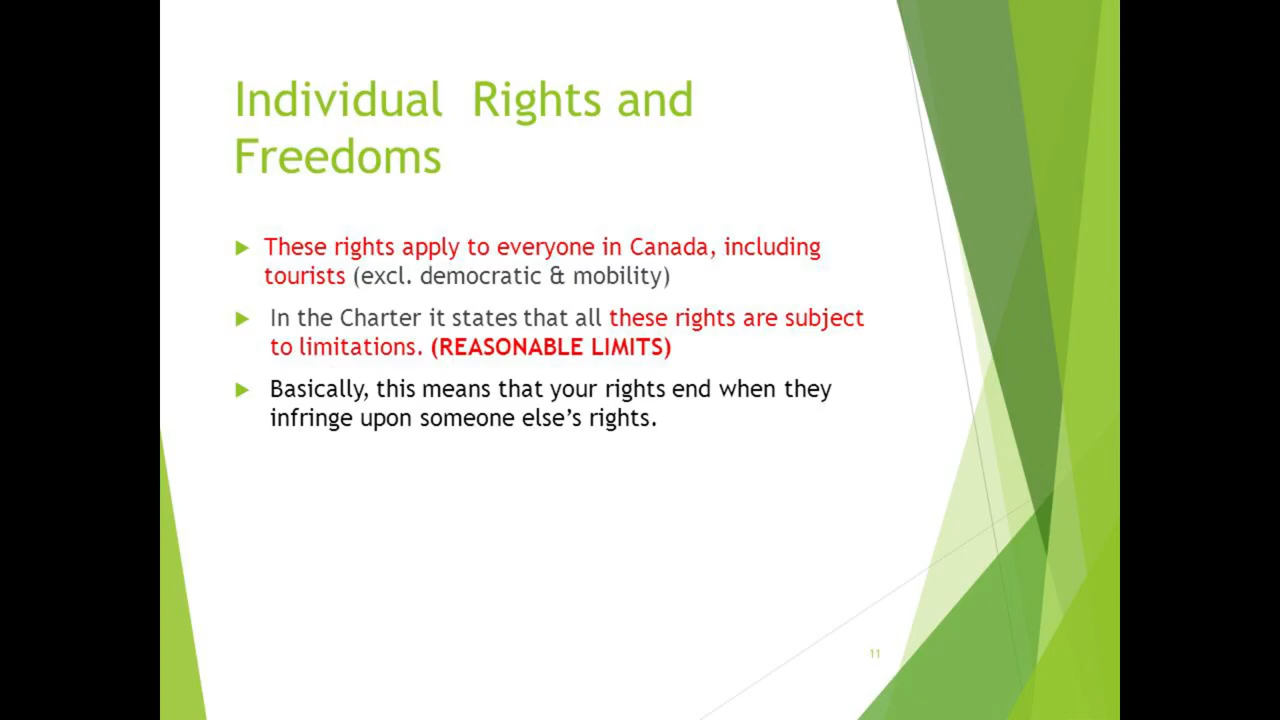 Individual  Rights and
Freedoms
These rights apply to everyone in Canada, including
tourists (excl. democratic & mobility)
In the Charter it states that all these rights are subject
to limitations. (REASONABLE LIMITS)
Basically, this means that your rights end when they
infringe upon someone else’s rights.
11